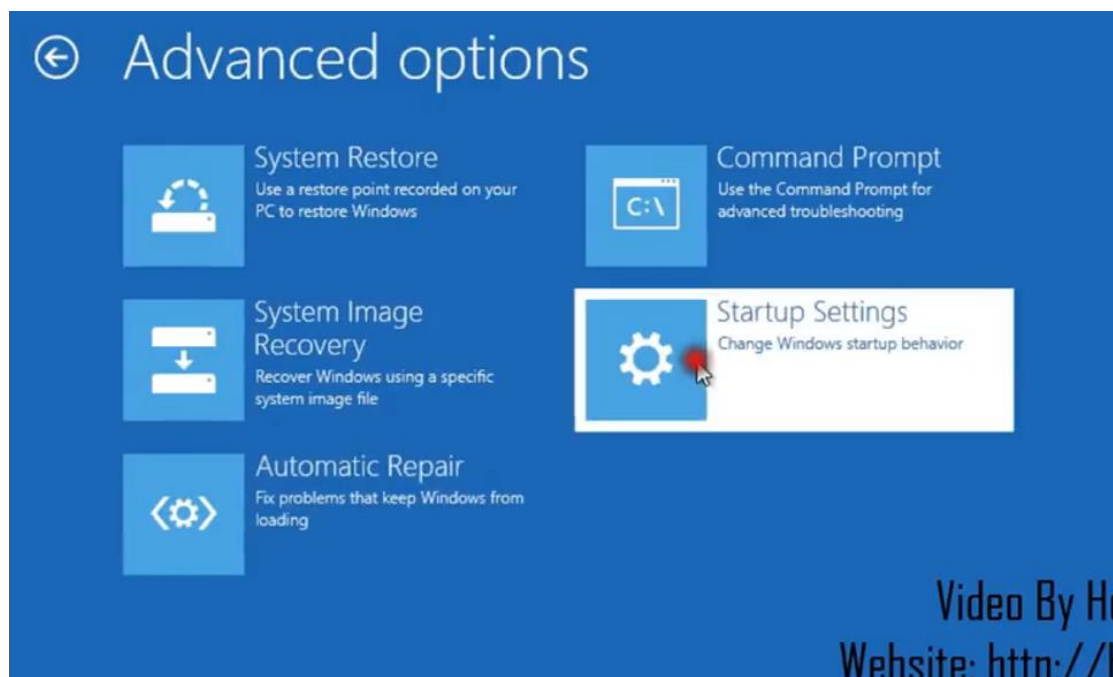 Advanced options
System Restore
Use a restore point recorded on your
PC to restore Windows
Command Prompt
Use the Command Prompt for
advanced troubleshooting
C:\
System Image
Recovery
Recover Windows using a specific
system image file
Startup Settings
Change Windows startup behavior
Automatic Repair
Fix problems that keep Windows from
loading
Video By
Website: http://